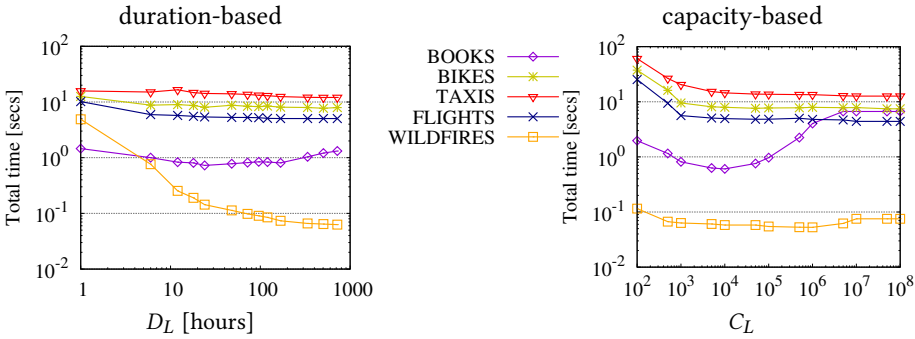 duration-based
capacity-based
Total time [secs]
10^2
10^1
10^0
10^-1
10^-2
1
10
100
1000
D_L [hours]
BOOKS
BIKES
TAXIS
FLIGHTS
WILDFIRES
Total time [secs]
10^2
10^1
10^0
10^-1
10^-2
10^2
10^3
10^4
10^5
10^6
10^7
10^8
C_L